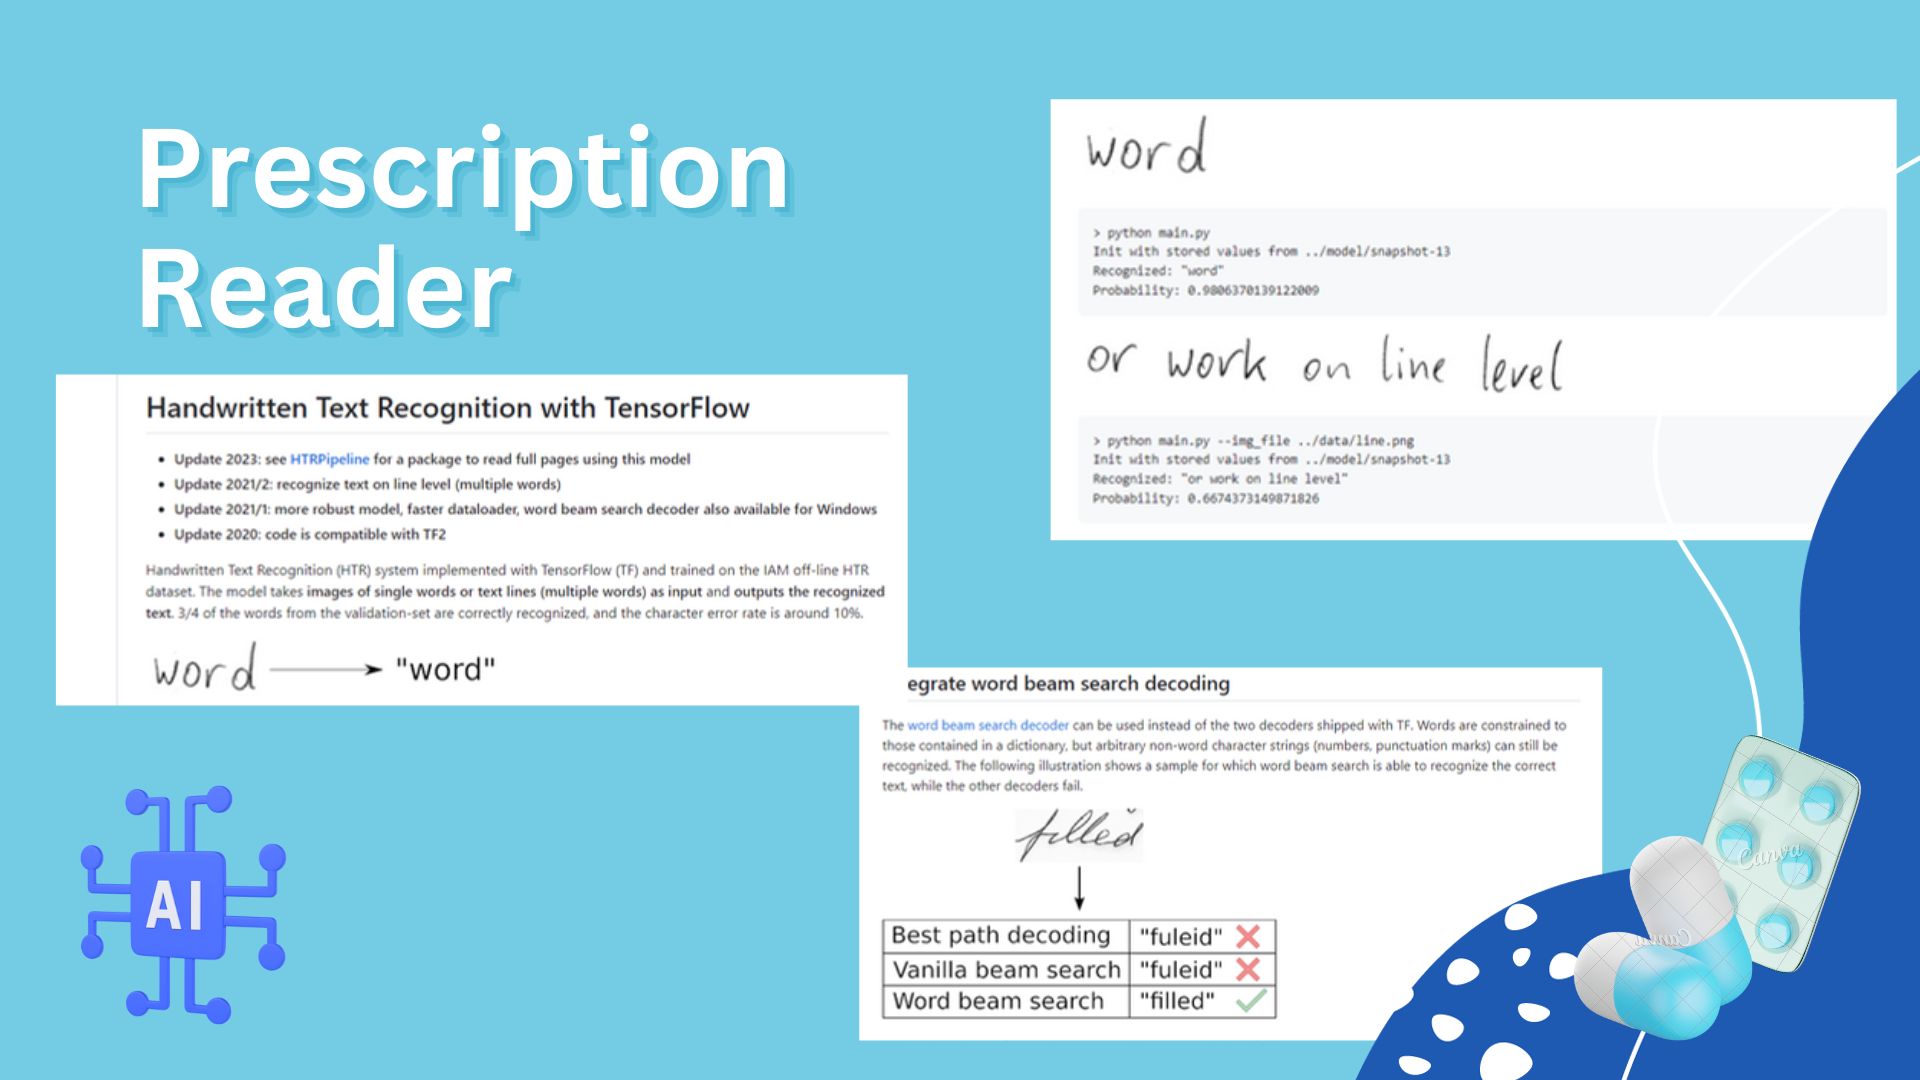 Prescription
Reader
Handwritten Text Recognition with TensorFlow
Update 2023: see HTRPipeline for a package to read full pages using this model
Update 2021/2: recognize text on line level (multiple words)
Update 2021/1: more robust model, faster dataloader, word beam search decoder also available for Windows
Update 2020: code is compatible with TF2
Handwritten Text Recognition (HTR) system implemented with TensorFlow (TF) and trained on the IAM off-line HTR
dataset. The model takes images of single words or text lines (multiple words) as input and outputs the recognized
text. 3/4 of the words from the validation-set are correctly recognized, and the character error rate is around 10%.
word "word"
word
> python main.py
Init with stored values from ../model/snapshot-13
Recognized: "word"
Probability: 0.9806370139122009
or work on line level
> python main.py --img_file ../data/line.png
Init with stored values from ../model/snapshot-13
Recognized: "or work on line level"
Probability: 0.6674373149871826
egrate word beam search decoding
The word beam search decoder can be used instead of the two decoders shipped with TF. Words are constrained to
those contained in a dictionary, but arbitrary non-word character strings (numbers, punctuation marks) can still be
recognized. The following illustration shows a sample for which word beam search is able to recognize the correct
text, while the other decoders fail.
filled
Best path decoding "fuleid"
Vanilla beam search "fuleid"
Word beam search "filled"
AI
Canva
Canva